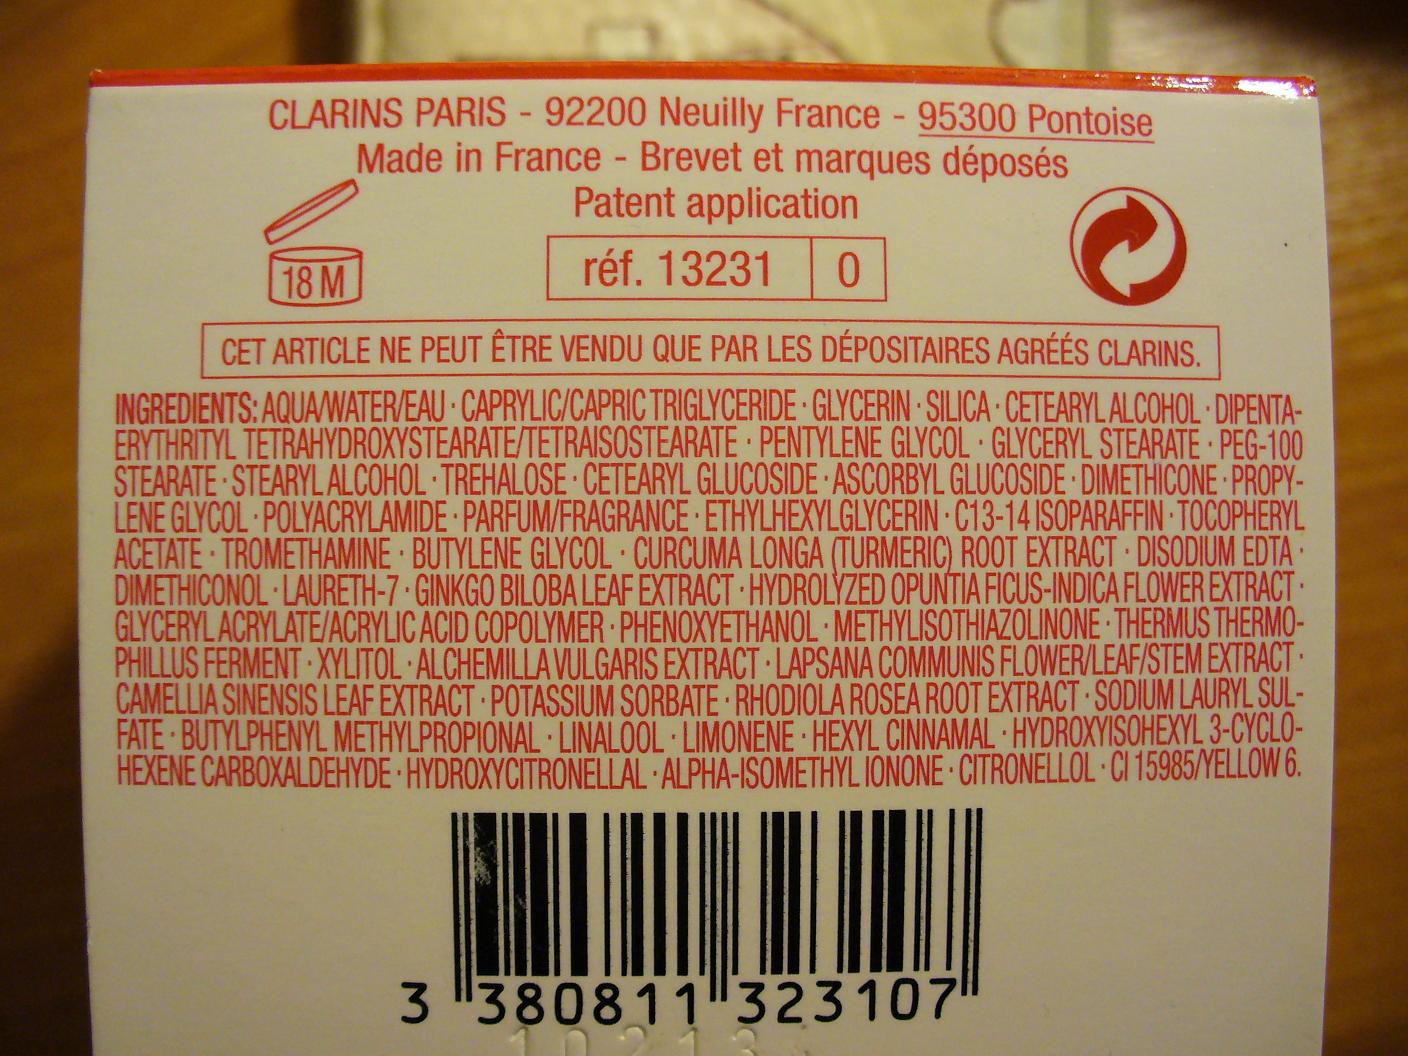 CLARINS PARIS - 92200 Neuilly France - 95300 Pontoise
Made in France - Brevet et marques déposés
Patent application
18 M
réf. 13231 0
CET ARTICLE NE PEUT ÊTRE VENDU QUE PAR LES DÉPOSITAIRES AGRÉÉS CLARINS.
INGREDIENTS: AQUA/WATER/EAU · CAPRYLIC/CAPRIC TRIGLYCERIDE · GLYCERIN · SILICA · CETEARYL ALCOHOL · DIPENTA-
ERYTHRITYL TETRAHYDROXYSTEARATE/TETRAISOSTEARATE · PENTYLENE GLYCOL · GLYCERYL STEARATE · PEG-100
STEARATE · STEARYL ALCOHOL · TREHALOSE · CETEARYL GLUCOSIDE · ASCORBYL GLUCOSIDE · DIMETHICONE · PROPY-
LENE GLYCOL · POLYACRYLAMIDE · PARFUM/FRAGRANCE · ETHYLHEXYLGLYCERIN · C13-14 ISOPARAFFIN · TOCOPHERYL
ACETATE · TROMETHAMINE · BUTYLENE GLYCOL · CURCUMA LONGA (TURMERIC) ROOT EXTRACT · DISODIUM EDTA ·
DIMETHICONOL · LAURETH-7 · GINKGO BILOBA LEAF EXTRACT · HYDROLYZED OPUNTIA FICUS-INDICA FLOWER EXTRACT ·
GLYCERYL ACRYLATE/ACRYLIC ACID COPOLYMER · PHENOXYETHANOL · METHYLISOTHIAZOLINONE · THERMUS THERMO-
PHILLUS FERMENT · XYLITOL · ALCHEMILLA VULGARIS EXTRACT · LAPSANA COMMUNIS FLOWER/LEAF/STEM EXTRACT ·
CAMELLIA SINENSIS LEAF EXTRACT · POTASSIUM SORBATE · RHODIOLA ROSEA ROOT EXTRACT · SODIUM LAURYL SUL-
FATE · BUTYLPHENYL METHYLPROPIONAL · LINALOOL · LIMONENE · HEXYL CINNAMAL · HYDROXYISOHEXYL 3-CYCLO-
HEXENE CARBOXALDEHYDE · HYDROXYCITRONELLAL · ALPHA-ISOMETHYL IONONE · CITRONELLOL · CI 15985/YELLOW 6.
3 380811 323107
10213